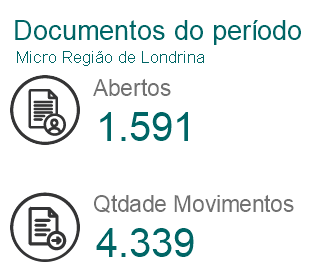 Documentos do período
Micro Região de Londrina
Abertos
1.591
Qtdade Movimentos
4.339